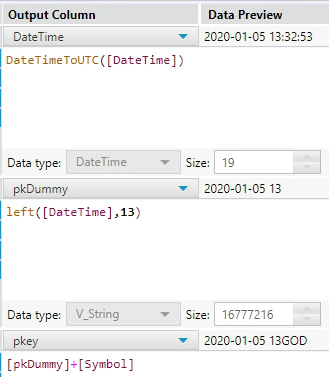 Output Column Data Preview
DateTime 2020-01-05 13:32:53
DateTimeToUTC([DateTime])
Data type: DateTime Size: 19
pkDummy 2020-01-05 13
left([DateTime],13)
Data type: V_String Size: 16777216
pkey 2020-01-05 13GOD
[pkDummy]+[Symbol]